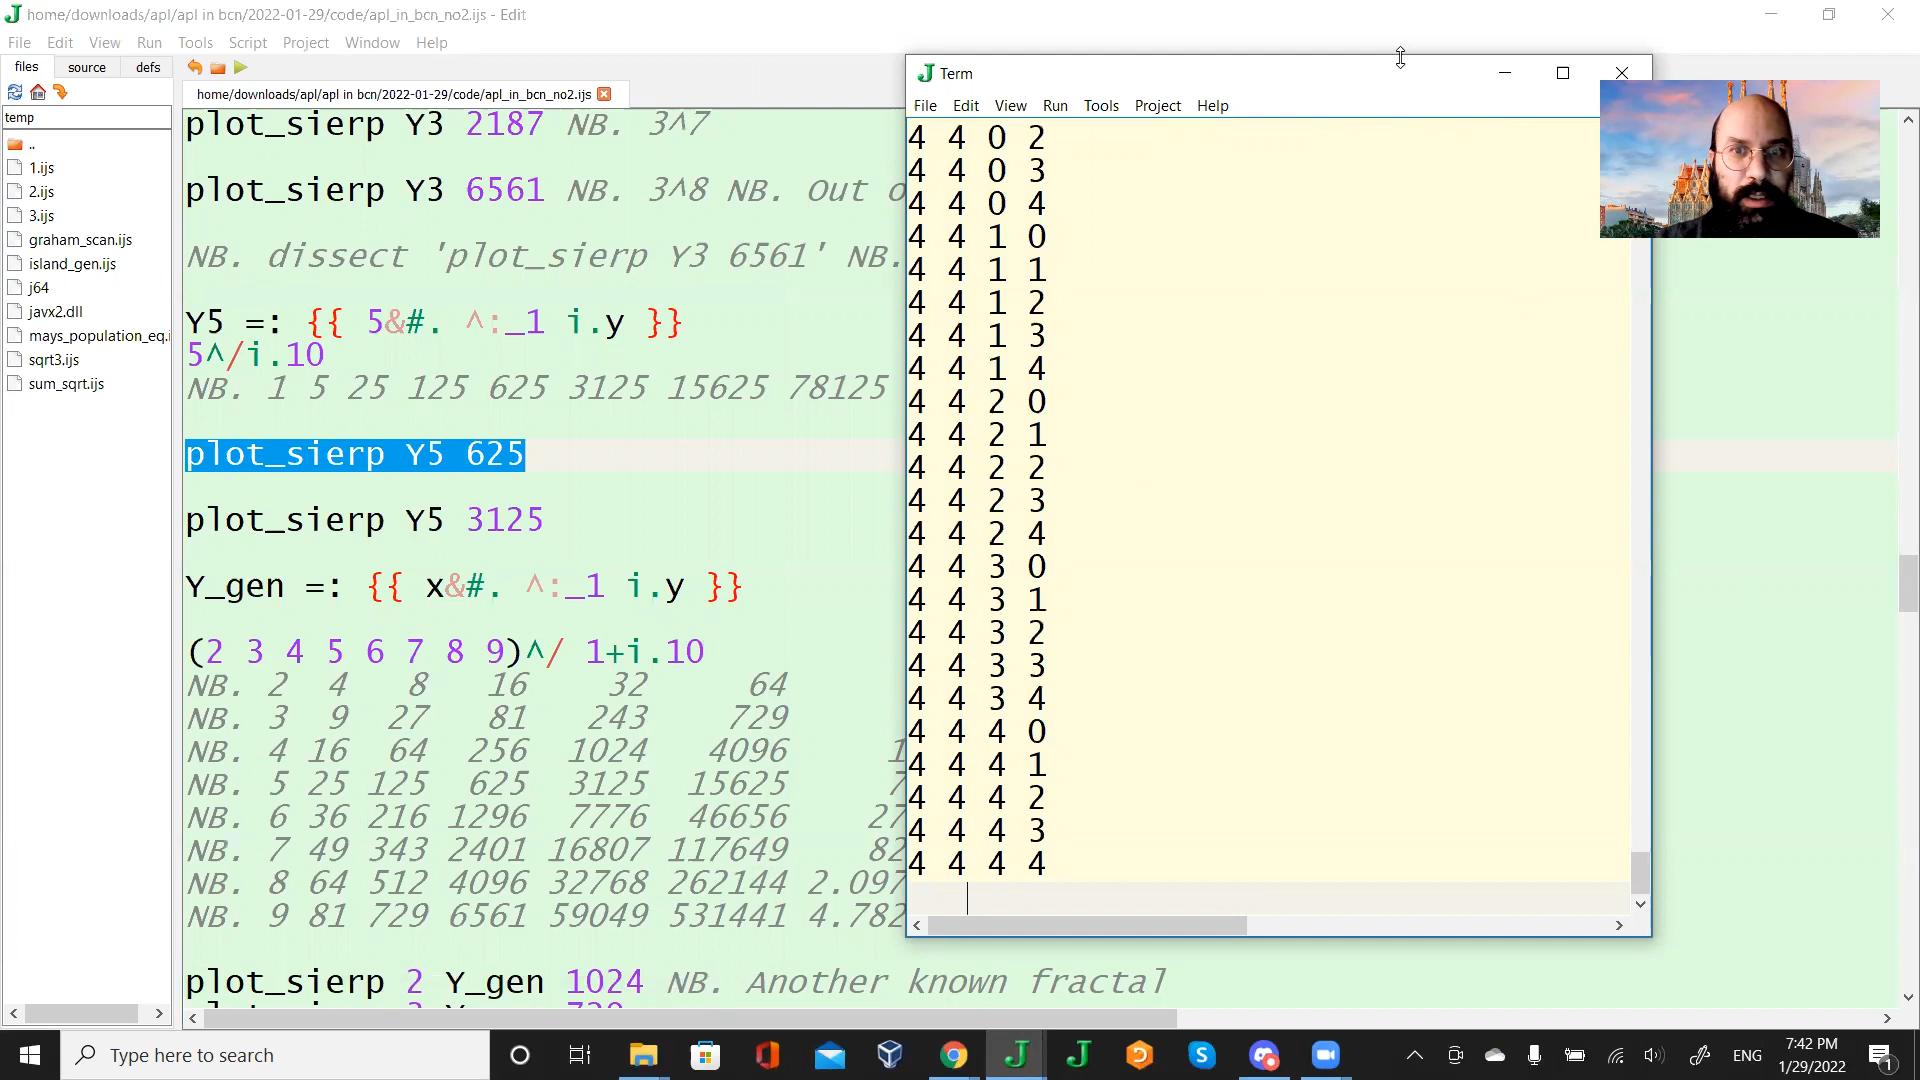 home/downloads/apl/apl in bcn/2022-01-29/code/apl_in_bcn_no2.ijs - Edit
File Edit View Run Tools Script Project Window Help
files source defs
temp
..
1.ijs
2.ijs
3.ijs
graham_scan.ijs
island_gen.ijs
j64
javx2.dll
mays_population_eq.i
sqrt3.ijs
sum_sqrt.ijs
home/downloads/apl/apl in bcn/2022-01-29/code/apl_in_bcn_no2.ijs
plot_sierp Y3 2187 NB. 3^7
plot_sierp Y3 6561 NB. 3^8 NB. Out o
NB. dissect 'plot_sierp Y3 6561' NB.
Y5 =: {{ 5&#. ^:_1 i.y }}
5^/i.10
NB. 1 5 25 125 625 3125 15625 78125
plot_sierp Y5 625
plot_sierp Y5 3125
Y_gen =: {{ x&#. ^:_1 i.y }}
(2 3 4 5 6 7 8 9)^/ 1+i.10
NB. 2 4 8 16 32 64
NB. 3 9 27 81 243 729
NB. 4 16 64 256 1024 4096 1
NB. 5 25 125 625 3125 15625 7
NB. 6 36 216 1296 7776 46656 27
NB. 7 49 343 2401 16807 117649 82
NB. 8 64 512 4096 32768 262144 2.097
NB. 9 81 729 6561 59049 531441 4.782
plot_sierp 2 Y_gen 1024 NB. Another known fractal
Term
File Edit View Run Tools Project Help
4 4 0 2
4 4 0 3
4 4 0 4
4 4 1 0
4 4 1 1
4 4 1 2
4 4 1 3
4 4 1 4
4 4 2 0
4 4 2 1
4 4 2 2
4 4 2 3
4 4 2 4
4 4 3 0
4 4 3 1
4 4 3 2
4 4 3 3
4 4 3 4
4 4 4 0
4 4 4 1
4 4 4 2
4 4 4 3
4 4 4 4
Type here to search
ENG
7:42 PM
1/29/2022
1